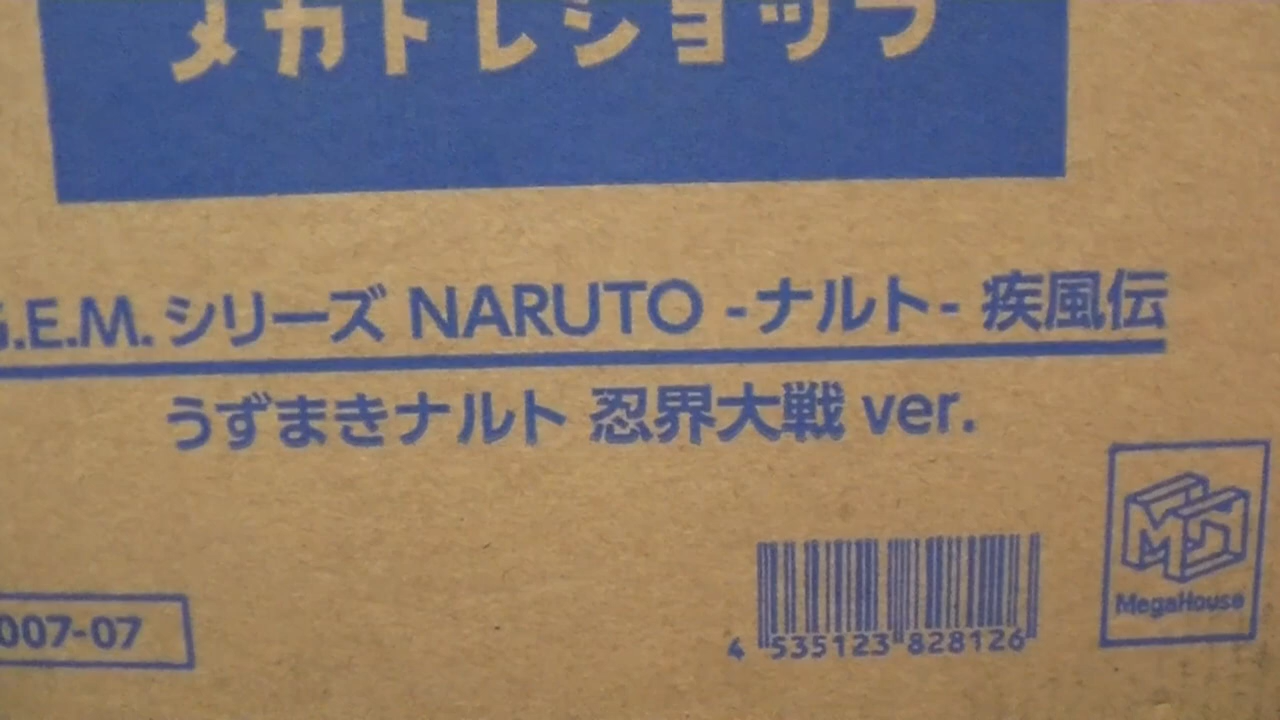 メガトレショップ
G.E.M.シリーズ NARUTO -ナルト- 疾風伝
うずまきナルト 忍界大戦 ver.
MegaHouse
007-07
4 535123 828126